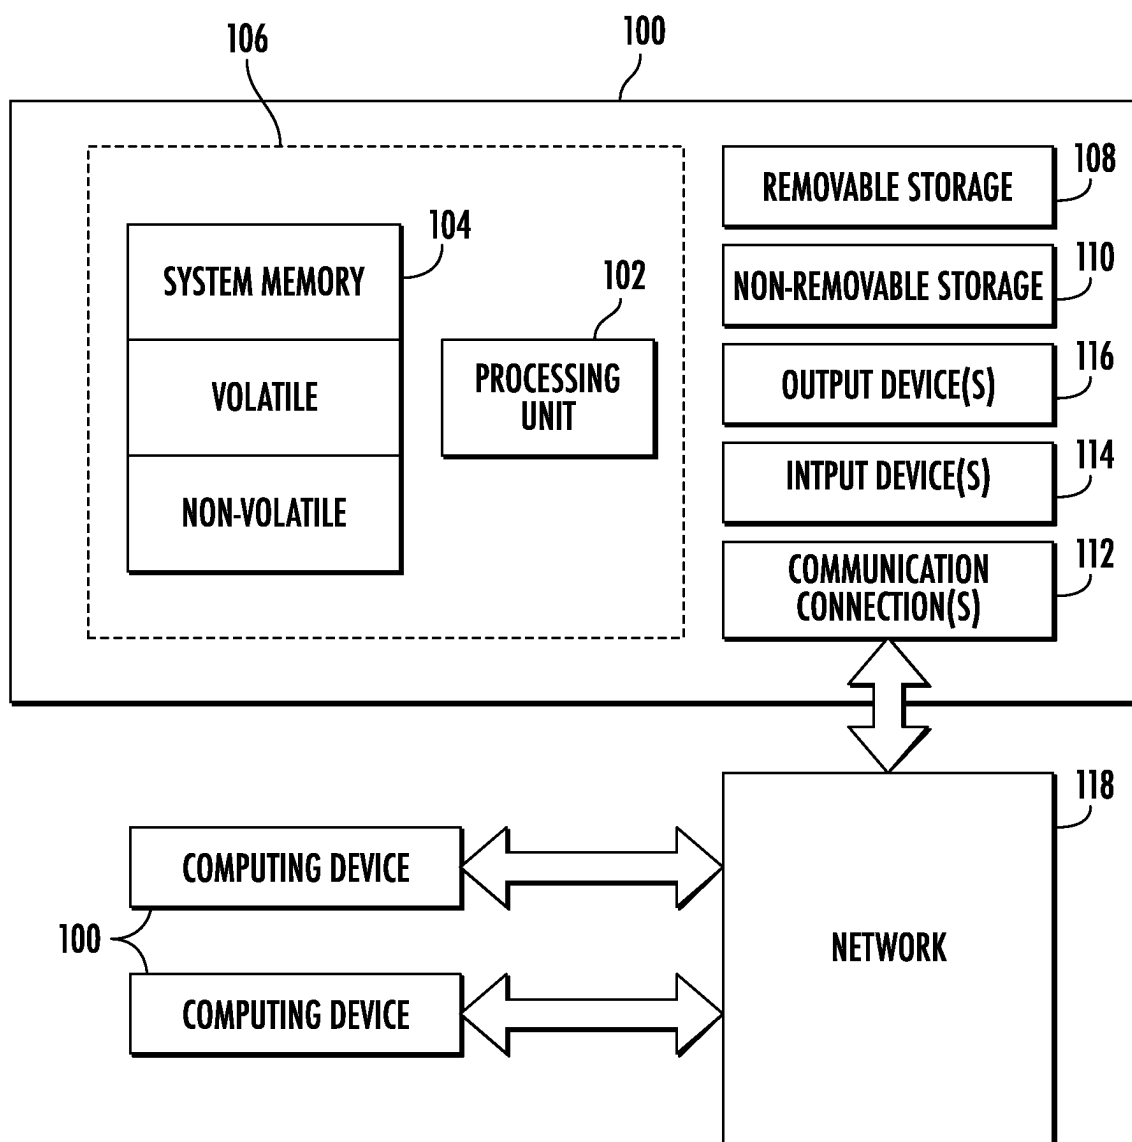 106
100
REMOVABLE STORAGE
108
104
SYSTEM MEMORY
NON-REMOVABLE STORAGE
110
102
PROCESSING
UNIT
VOLATILE
OUTPUT DEVICE(S)
116
NON-VOLATILE
INTPUT DEVICE(S)
114
COMMUNICATION
CONNECTION(S)
112
118
COMPUTING DEVICE
100
NETWORK
COMPUTING DEVICE